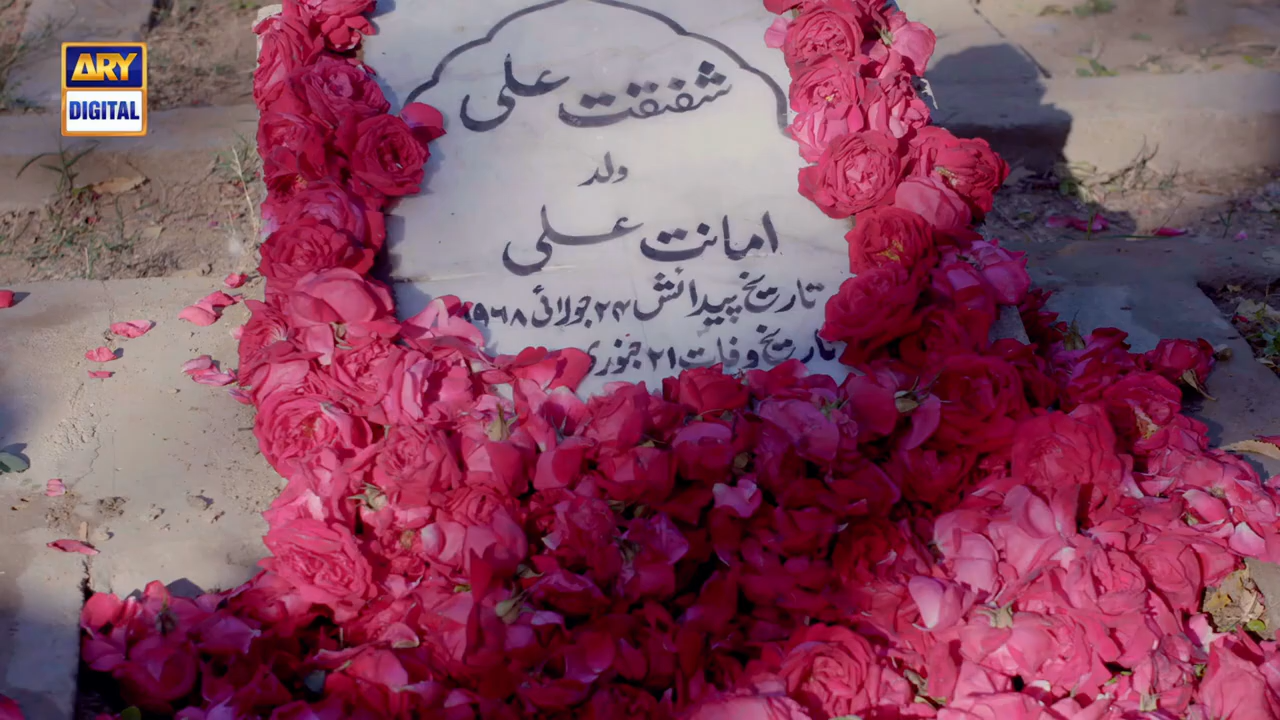 ARY
DIGITAL
شفقت علی
ولد
امانت علی
تاریخ پیدائش ۲۴ جولائی ۱۹۶۸
تاریخ وفات ۲۱ جنوری